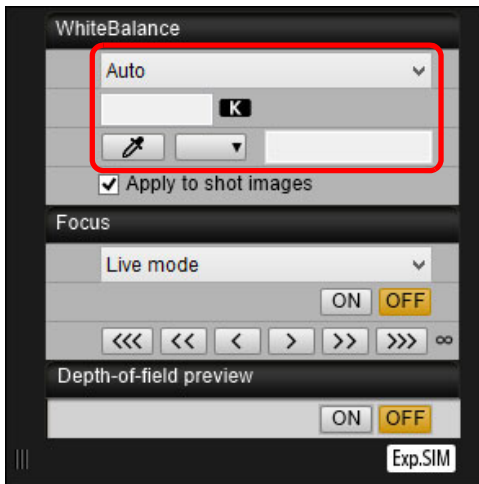 WhiteBalance
Auto
K
Apply to shot images
Focus
Live mode
ON OFF
<<< << < > >> >>> ∞
Depth-of-field preview
ON OFF
Exp.SIM